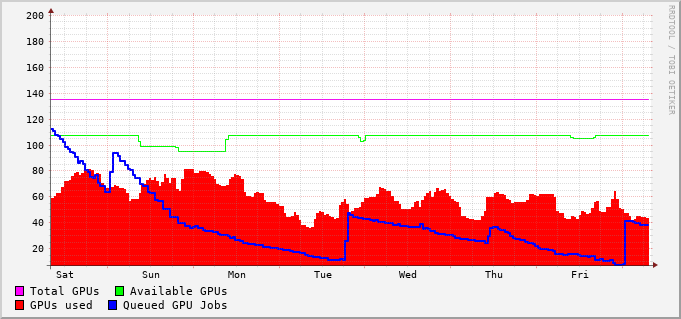 200
180
160
140
120
100
80
60
40
20
Sat Sun Mon Tue Wed Thu Fri
Total GPUs Available GPUs
GPUs used Queued GPU Jobs
RRDTOOL / TOBI OETIKER